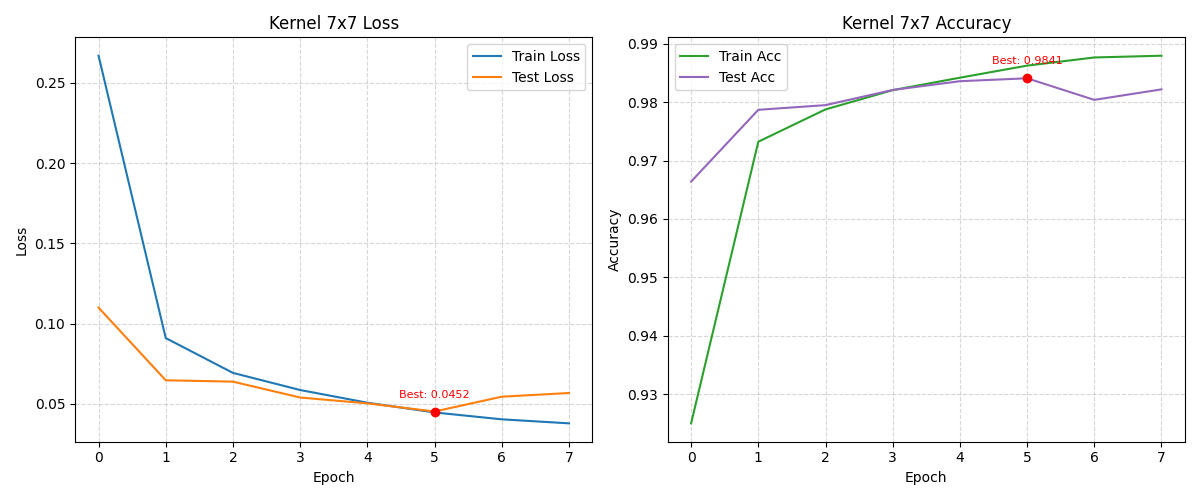 Kernel 7x7 Loss
Train Loss
Test Loss
0.25
0.20
0.15
0.10
0.05
Loss
Best: 0.0452
0 1 2 3 4 5 6 7
Epoch
Kernel 7x7 Accuracy
Train Acc
Test Acc
0.99
0.98
0.97
0.96
0.95
0.94
0.93
Accuracy
Best: 0.9841
0 1 2 3 4 5 6 7
Epoch